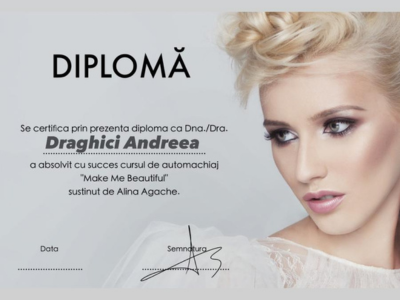 DIPLOMĂ
Se certifica prin prezenta diploma ca Dna./Dra.
Draghici Andreea
a absolvit cu succes cursul de automachiaj
"Make Me Beautiful"
sustinut de Alina Agache.
Data
Semnatura